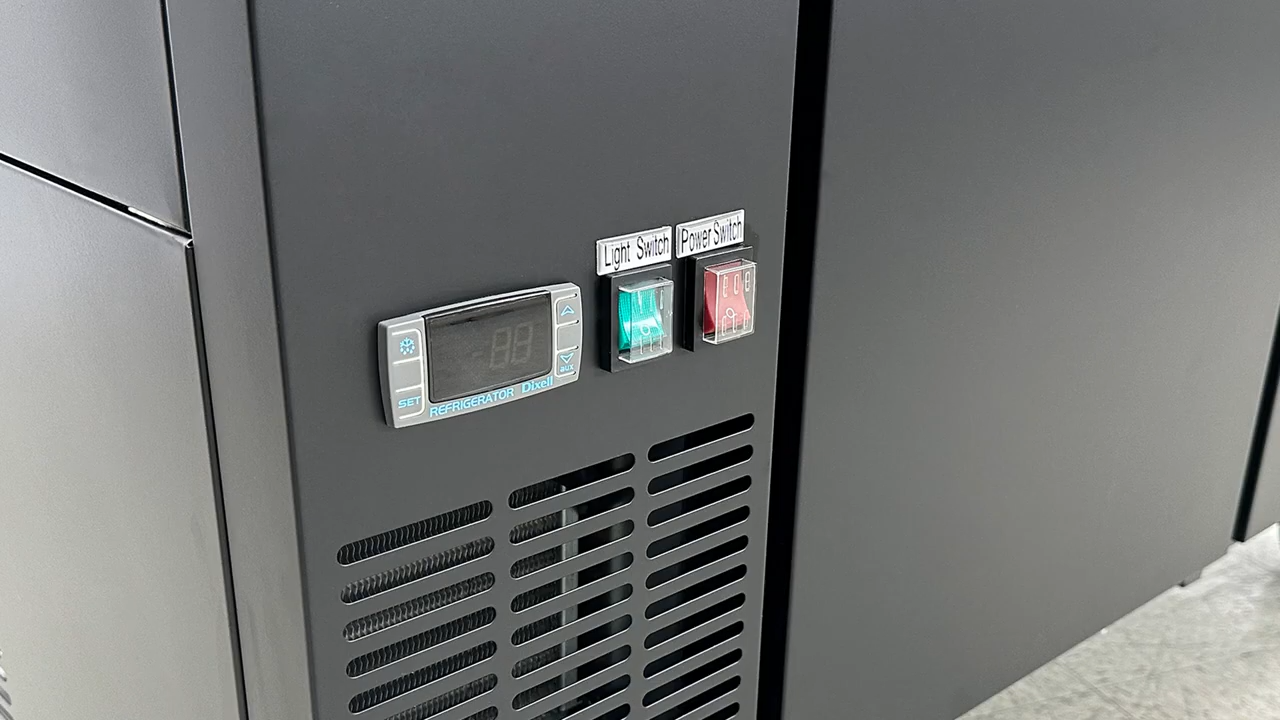 Light Switch
Power Switch
SET
aux
REFRIGERATOR Dixell